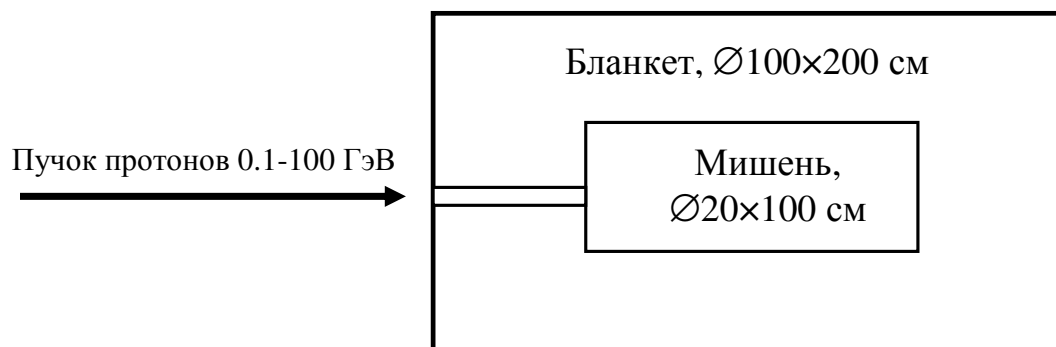 Бланкет, ∅100×200 см
Пучок протонов 0.1-100 ГэВ
Мишень,
∅20×100 см